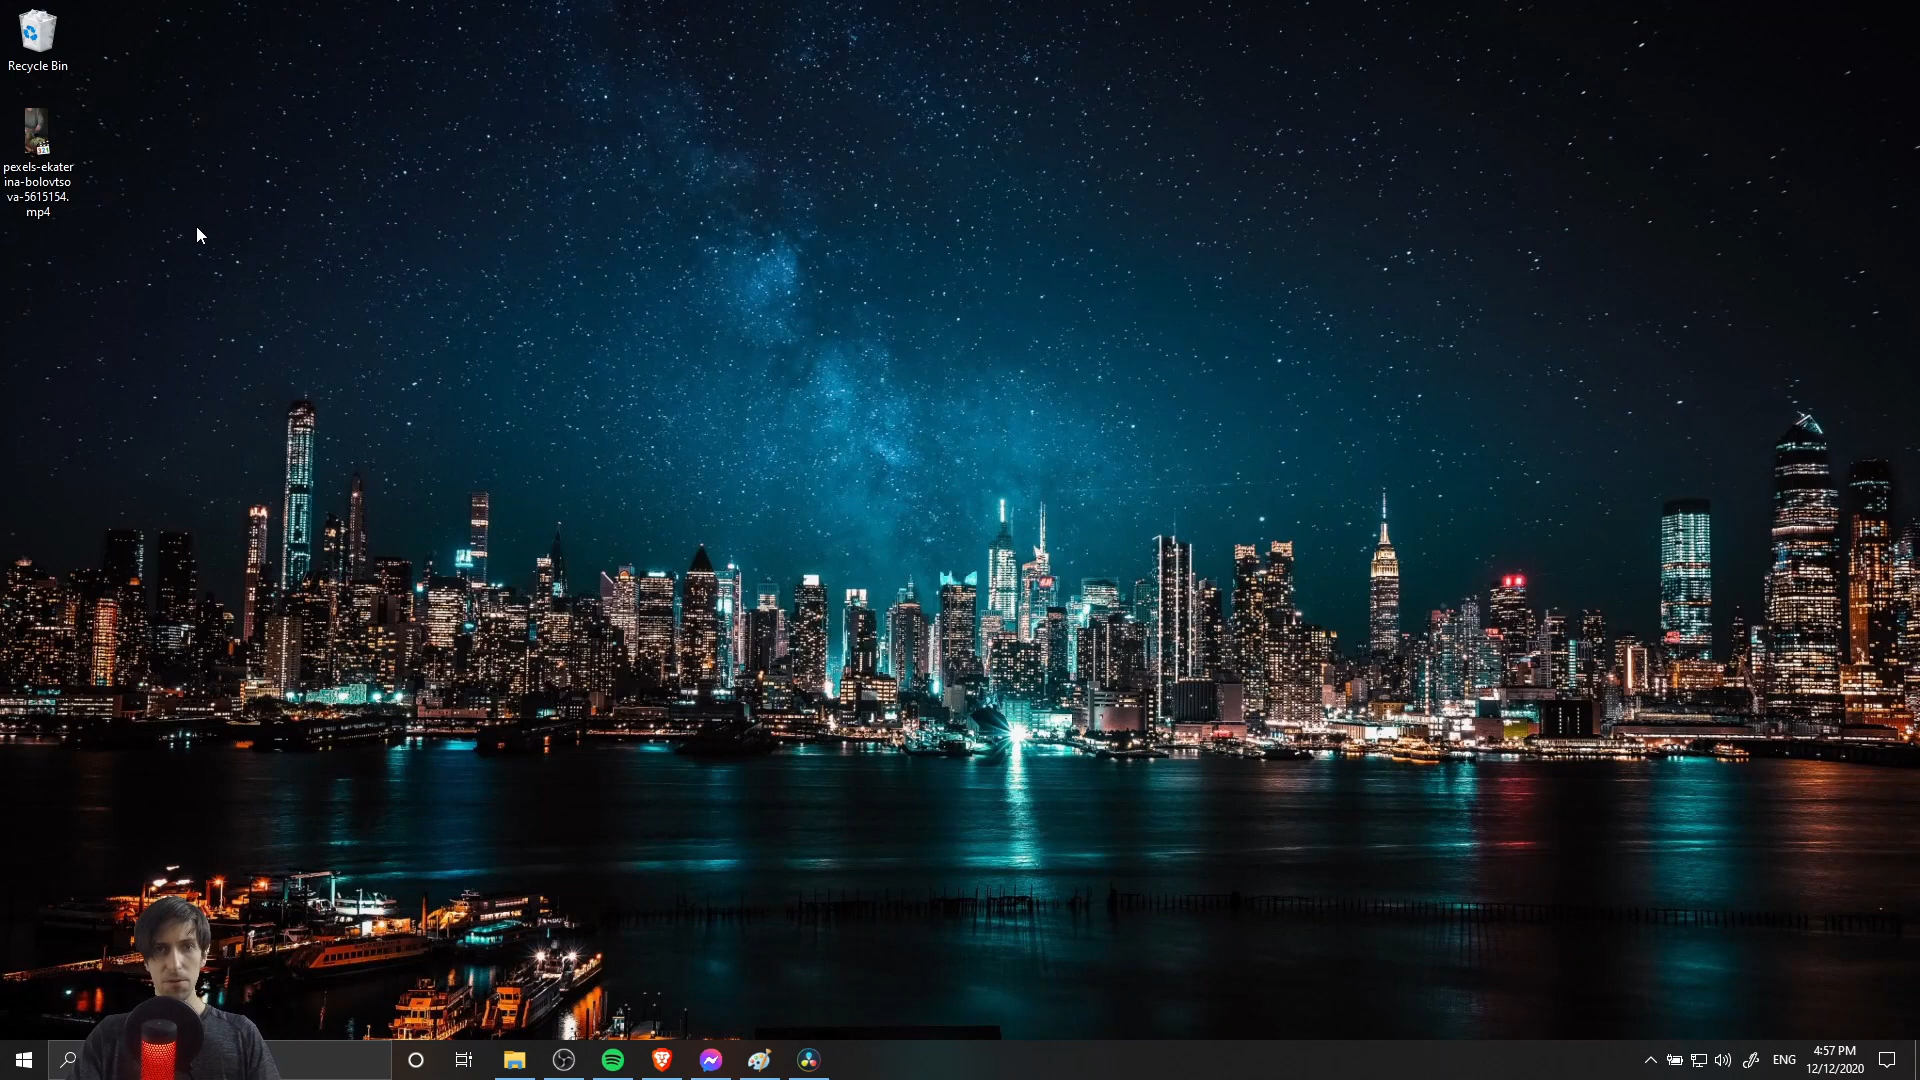 Recycle Bin
pexels-ekater
ina-bolovtso
va-5615154.
mp4
ENG
4:57 PM
12/12/2020